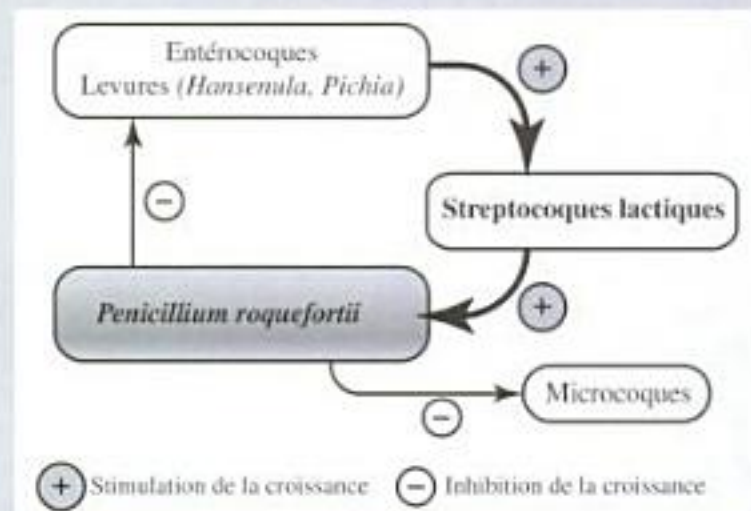 Entérocoques
Levures (Hansenula, Pichia)
+
Streptocoques lactiques
−
Penicillium roquefortii
+
Microcoques
−
+ Stimulation de la croissance − Inhibition de la croissance